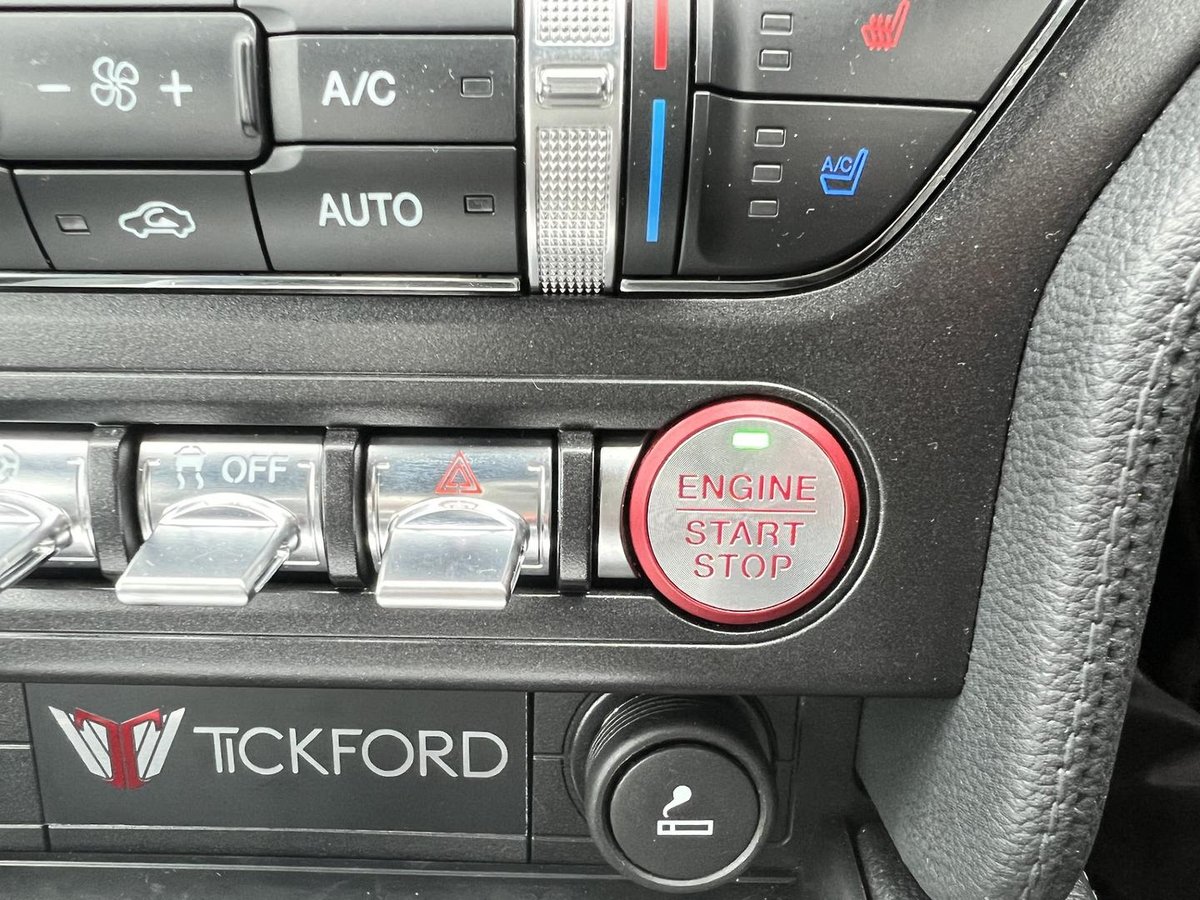 - +
A/C
A/C
AUTO
OFF
ENGINE
START
STOP
TICKFORD